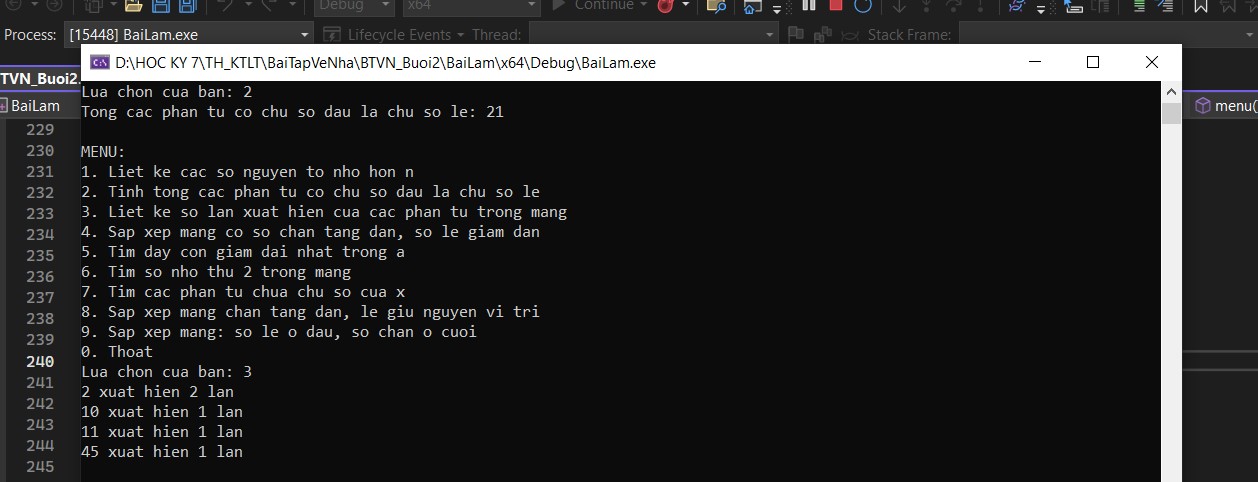 Debug x64 Continue
Process: [15448] BaiLam.exe Lifecycle Events Thread: Stack Frame:
D:\HOC KY 7\TH_KTLT\BaiTapVeNha\BTVN_Buoi2\BaiLam\x64\Debug\BaiLam.exe
TVN_Buoi2.
BaiLam
menu(
229
230
231
232
233
234
235
236
237
238
239
240
241
242
243
244
245
Lua chon cua ban: 2
Tong cac phan tu co chu so dau la chu so le: 21
MENU:
1. Liet ke cac so nguyen to nho hon n
2. Tinh tong cac phan tu co chu so dau la chu so le
3. Liet ke so lan xuat hien cua cac phan tu trong mang
4. Sap xep mang co so chan tang dan, so le giam dan
5. Tim day con giam dai nhat trong a
6. Tim so nho thu 2 trong mang
7. Tim cac phan tu chua chu so cua x
8. Sap xep mang chan tang dan, le giu nguyen vi tri
9. Sap xep mang: so le o dau, so chan o cuoi
0. Thoat
Lua chon cua ban: 3
2 xuat hien 2 lan
10 xuat hien 1 lan
11 xuat hien 1 lan
45 xuat hien 1 lan